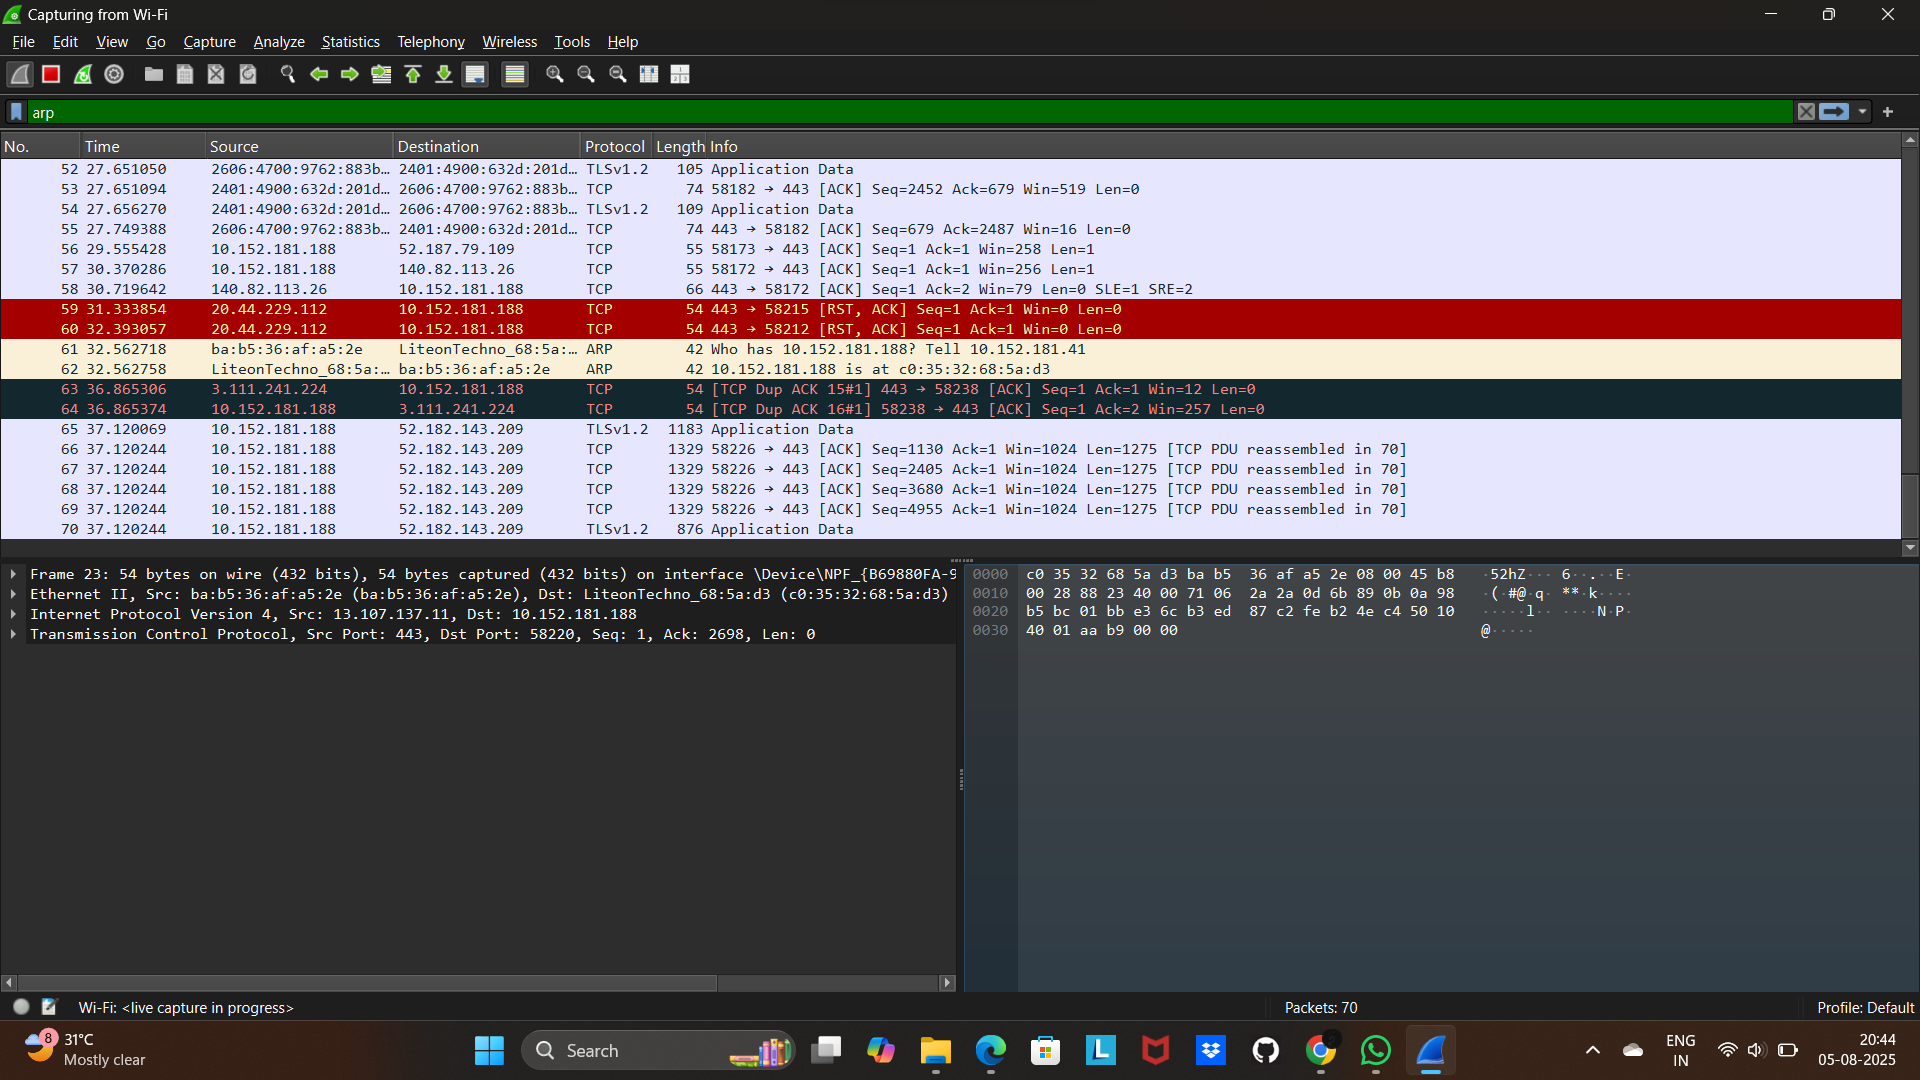 Capturing from Wi-Fi
File Edit View Go Capture Analyze Statistics Telephony Wireless Tools Help
arp
No. Time Source Destination Protocol Length Info
52 27.651050 2606:4700:9762:883b… 2401:4900:632d:201d… TLSv1.2 105 Application Data
53 27.651094 2401:4900:632d:201d… 2606:4700:9762:883b… TCP 74 58182 → 443 [ACK] Seq=2452 Ack=679 Win=519 Len=0
54 27.656270 2401:4900:632d:201d… 2606:4700:9762:883b… TLSv1.2 109 Application Data
55 27.749388 2606:4700:9762:883b… 2401:4900:632d:201d… TCP 74 443 → 58182 [ACK] Seq=679 Ack=2487 Win=16 Len=0
56 29.555428 10.152.181.188 52.187.79.109 TCP 55 58173 → 443 [ACK] Seq=1 Ack=1 Win=258 Len=1
57 30.370286 10.152.181.188 140.82.113.26 TCP 55 58172 → 443 [ACK] Seq=1 Ack=1 Win=256 Len=1
58 30.719642 140.82.113.26 10.152.181.188 TCP 66 443 → 58172 [ACK] Seq=1 Ack=2 Win=79 Len=0 SLE=1 SRE=2
59 31.333854 20.44.229.112 10.152.181.188 TCP 54 443 → 58215 [RST, ACK] Seq=1 Ack=1 Win=0 Len=0
60 32.393057 20.44.229.112 10.152.181.188 TCP 54 443 → 58212 [RST, ACK] Seq=1 Ack=1 Win=0 Len=0
61 32.562718 ba:b5:36:af:a5:2e LiteonTechno_68:5a:… ARP 42 Who has 10.152.181.188? Tell 10.152.181.41
62 32.562758 LiteonTechno_68:5a:… ba:b5:36:af:a5:2e ARP 42 10.152.181.188 is at c0:35:32:68:5a:d3
63 36.865306 3.111.241.224 10.152.181.188 TCP 54 [TCP Dup ACK 15#1] 443 → 58238 [ACK] Seq=1 Ack=1 Win=12 Len=0
64 36.865374 10.152.181.188 3.111.241.224 TCP 54 [TCP Dup ACK 16#1] 58238 → 443 [ACK] Seq=1 Ack=2 Win=257 Len=0
65 37.120069 10.152.181.188 52.182.143.209 TLSv1.2 1183 Application Data
66 37.120244 10.152.181.188 52.182.143.209 TCP 1329 58226 → 443 [ACK] Seq=1130 Ack=1 Win=1024 Len=1275 [TCP PDU reassembled in 70]
67 37.120244 10.152.181.188 52.182.143.209 TCP 1329 58226 → 443 [ACK] Seq=2405 Ack=1 Win=1024 Len=1275 [TCP PDU reassembled in 70]
68 37.120244 10.152.181.188 52.182.143.209 TCP 1329 58226 → 443 [ACK] Seq=3680 Ack=1 Win=1024 Len=1275 [TCP PDU reassembled in 70]
69 37.120244 10.152.181.188 52.182.143.209 TCP 1329 58226 → 443 [ACK] Seq=4955 Ack=1 Win=1024 Len=1275 [TCP PDU reassembled in 70]
70 37.120244 10.152.181.188 52.182.143.209 TLSv1.2 876 Application Data
Frame 23: 54 bytes on wire (432 bits), 54 bytes captured (432 bits) on interface \Device\NPF_{B69880FA-9
Ethernet II, Src: ba:b5:36:af:a5:2e (ba:b5:36:af:a5:2e), Dst: LiteonTechno_68:5a:d3 (c0:35:32:68:5a:d3)
Internet Protocol Version 4, Src: 13.107.137.11, Dst: 10.152.181.188
Transmission Control Protocol, Src Port: 443, Dst Port: 58220, Seq: 1, Ack: 2698, Len: 0
0000 c0 35 32 68 5a d3 ba b5 36 af a5 2e 08 00 45 b8 ·52hZ··· 6··.··E·
0010 00 28 88 23 40 00 71 06 2a 2a 0d 6b 89 0b 0a 98 ·(·#@·q· **·k····
0020 b5 bc 01 bb e3 6c b3 ed 87 c2 fe b2 4e c4 50 10 ·····l·· ····N·P·
0030 40 01 aa b9 00 00 @·····
Wi-Fi: <live capture in progress>
Packets: 70
Profile: Default
8
31°C
Mostly clear
Search
ENG
IN
20:44
05-08-2025